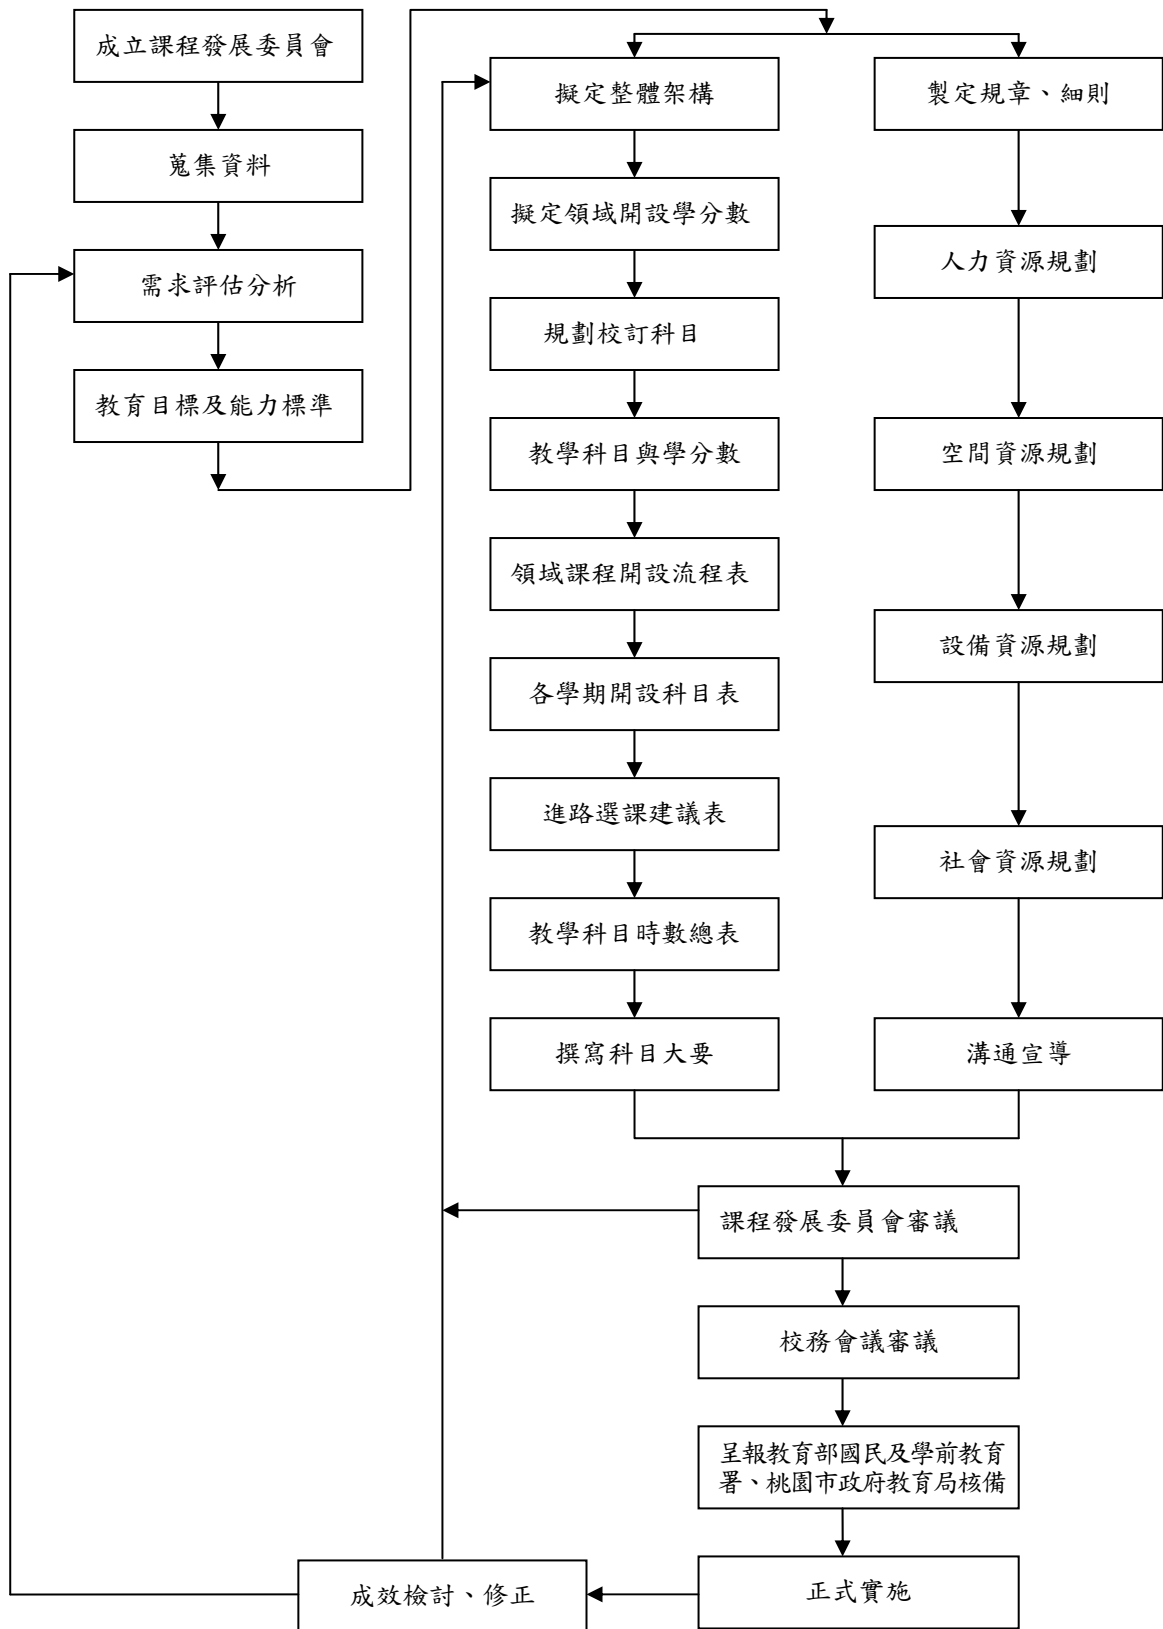 成立課程發展委員會
蒐集資料
需求評估分析
教育目標及能力標準
擬定整體架構
擬定領域開設學分數
規劃校訂科目
教學科目與學分數
領域課程開設流程表
各學期開設科目表
進路選課建議表
教學科目時數總表
撰寫科目大要
製定規章、細則
人力資源規劃
空間資源規劃
設備資源規劃
社會資源規劃
溝通宣導
課程發展委員會審議
校務會議審議
呈報教育部國民及學前教育
署、桃園市政府教育局核備
正式實施
成效檢討、修正